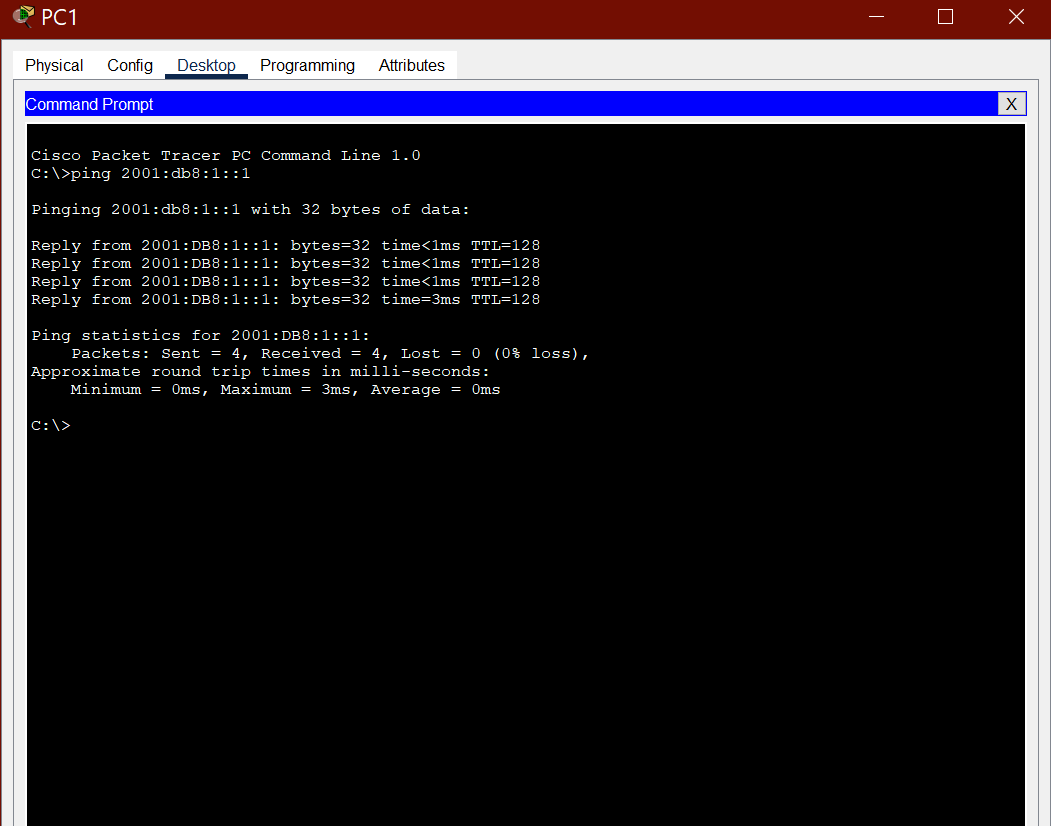 PC1
Physical Config Desktop Programming Attributes
Command Prompt X
Cisco Packet Tracer PC Command Line 1.0
C:\>ping 2001:db8:1::1
Pinging 2001:db8:1::1 with 32 bytes of data:
Reply from 2001:DB8:1::1: bytes=32 time<1ms TTL=128
Reply from 2001:DB8:1::1: bytes=32 time<1ms TTL=128
Reply from 2001:DB8:1::1: bytes=32 time<1ms TTL=128
Reply from 2001:DB8:1::1: bytes=32 time=3ms TTL=128
Ping statistics for 2001:DB8:1::1:
Packets: Sent = 4, Received = 4, Lost = 0 (0% loss),
Approximate round trip times in milli-seconds:
Minimum = 0ms, Maximum = 3ms, Average = 0ms
C:\>